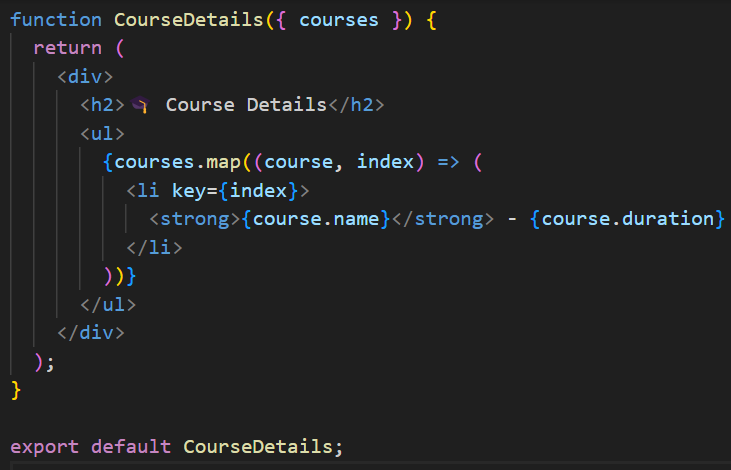 function CourseDetails({ courses }) {
  return (
    <div>
      <h2>🎓 Course Details</h2>
      <ul>
        {courses.map((course, index) => (
          <li key={index}>
            <strong>{course.name}</strong> - {course.duration}
          </li>
        ))}
      </ul>
    </div>
  );
}

export default CourseDetails;